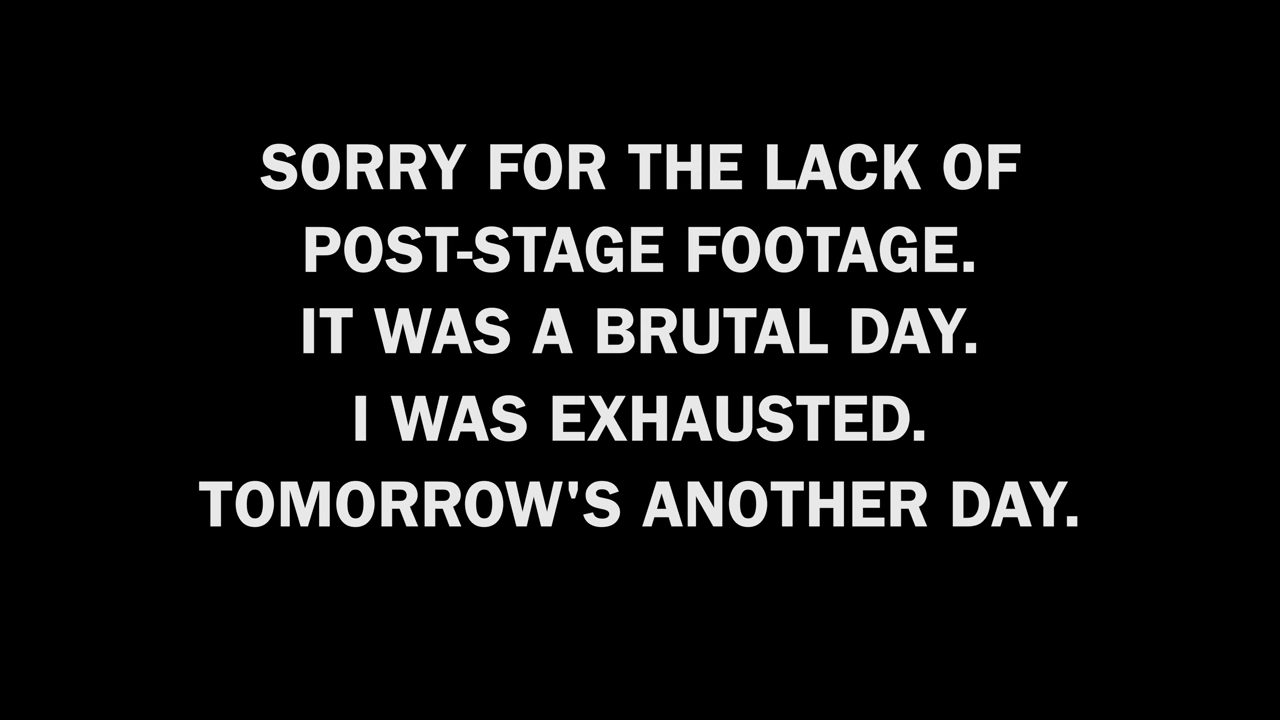 SORRY FOR THE LACK OF
POST-STAGE FOOTAGE.
IT WAS A BRUTAL DAY.
I WAS EXHAUSTED.
TOMORROW'S ANOTHER DAY.